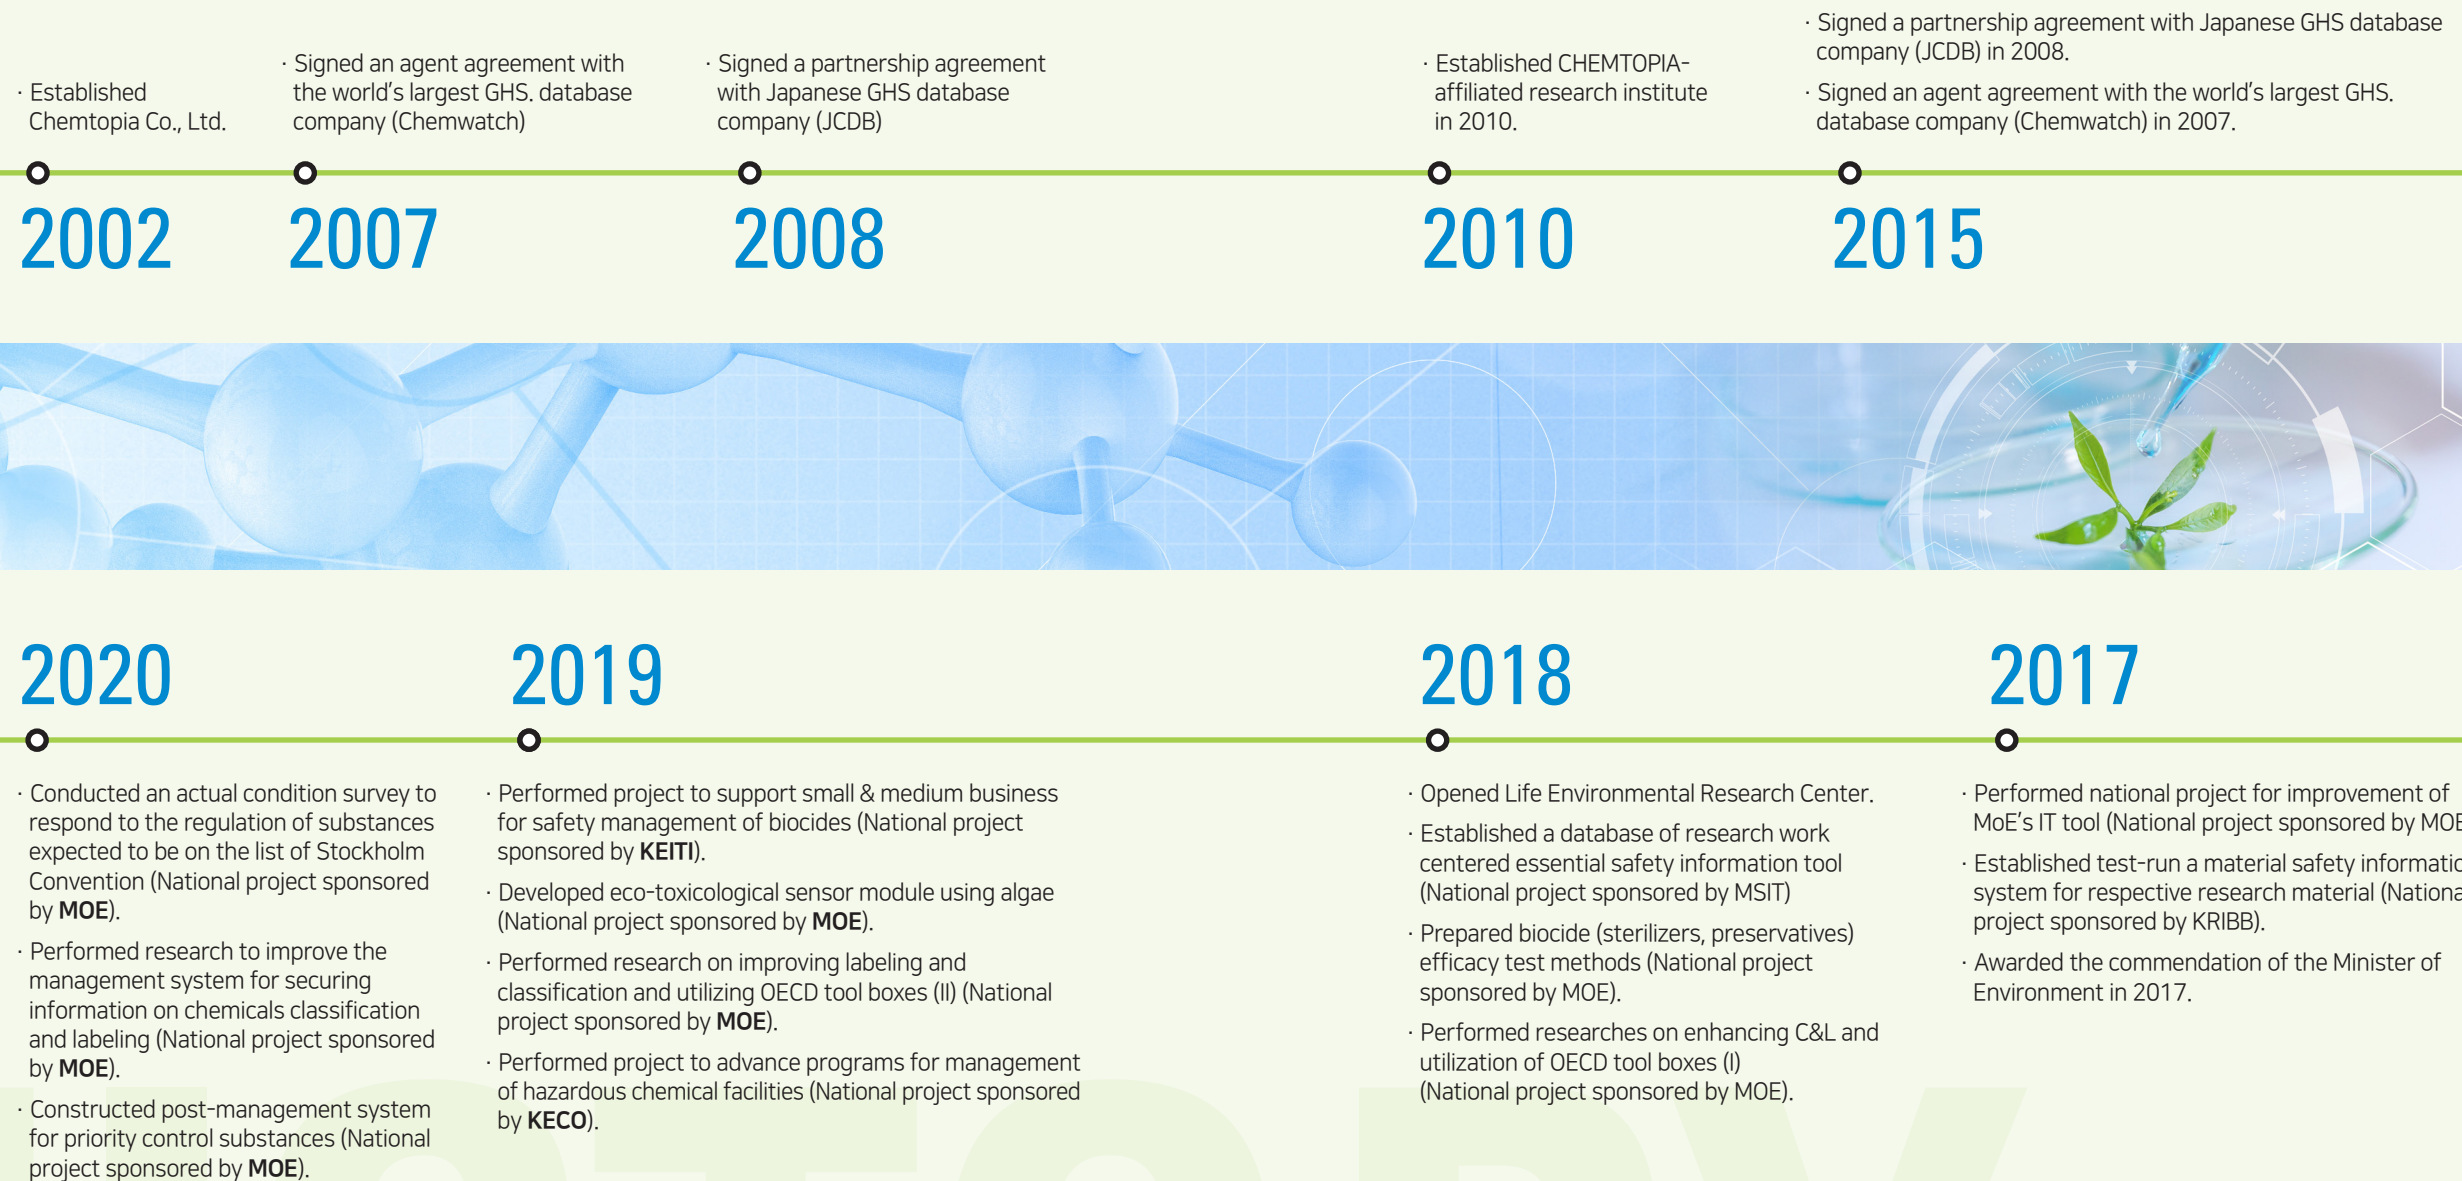 · Established
Chemtopia Co., Ltd.
2002
· Signed an agent agreement with
the world's largest GHS. database
company (Chemwatch)
2007
· Signed a partnership agreement
with Japanese GHS database
company (JCDB)
2008
· Established CHEMTOPIA-
affiliated research institute
in 2010.
2010
· Signed a partnership agreement with Japanese GHS database
company (JCDB) in 2008.
· Signed an agent agreement with the world's largest GHS.
database company (Chemwatch) in 2007.
2015
2020
· Conducted an actual condition survey to
respond to the regulation of substances
expected to be on the list of Stockholm
Convention (National project sponsored
by MOE).
· Performed research to improve the
management system for securing
information on chemicals classification
and labeling (National project sponsored
by MOE).
· Constructed post-management system
for priority control substances (National
project sponsored by MOE).
2019
· Performed project to support small & medium business
for safety management of biocides (National project
sponsored by KEITI).
· Developed eco-toxicological sensor module using algae
(National project sponsored by MOE).
· Performed research on improving labeling and
classification and utilizing OECD tool boxes (II) (National
project sponsored by MOE).
· Performed project to advance programs for management
of hazardous chemical facilities (National project sponsored
by KECO).
2018
· Opened Life Environmental Research Center.
· Established a database of research work
centered essential safety information tool
(National project sponsored by MSIT)
· Prepared biocide (sterilizers, preservatives)
efficacy test methods (National project
sponsored by MOE).
· Performed researches on enhancing C&L and
utilization of OECD tool boxes (I)
(National project sponsored by MOE).
2017
· Performed national project for improvement of
MoE's IT tool (National project sponsored by MOE
· Established test-run a material safety informatio
system for respective research material (Nationa
project sponsored by KRIBB).
· Awarded the commendation of the Minister of
Environment in 2017.